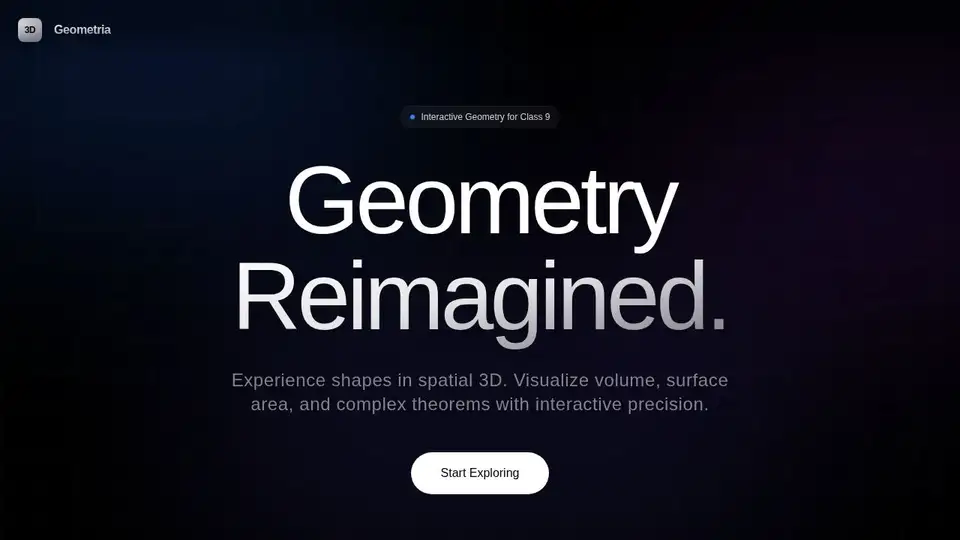 3D
Geometria
Interactive Geometry for Class 9
Geometry
Reimagined.
Experience shapes in spatial 3D. Visualize volume, surface
area, and complex theorems with interactive precision.
Start Exploring